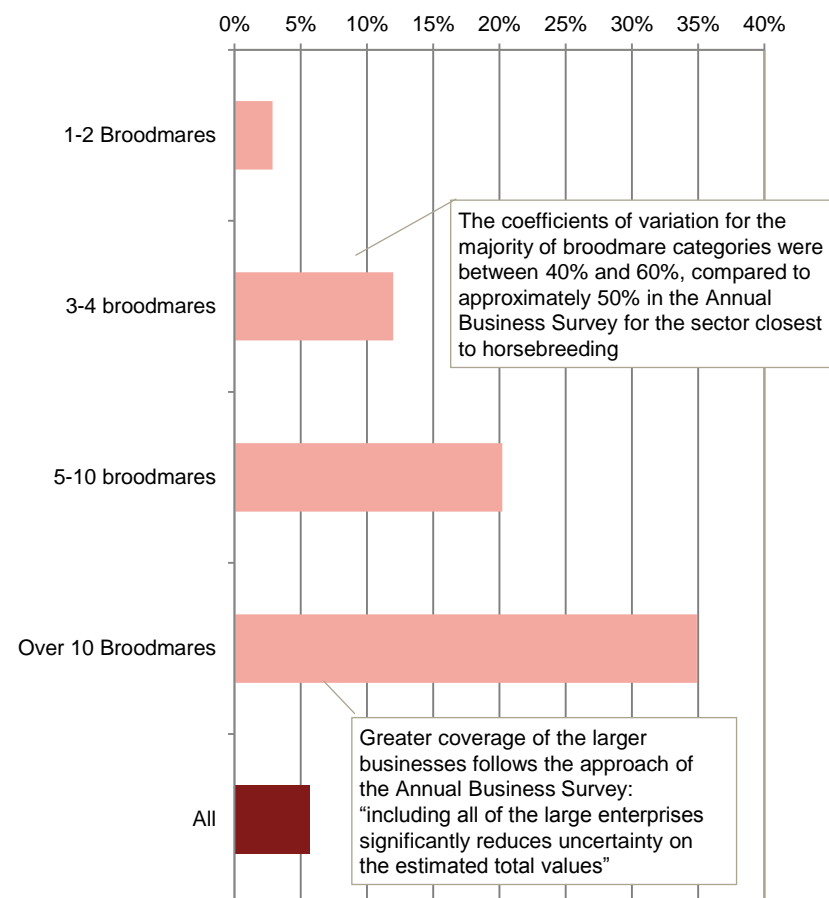 0% 5% 10% 15% 20% 25% 30% 35% 40%
1-2 Broodmares
The coefficients of variation for the
majority of broodmare categories were
between 40% and 60%, compared to
approximately 50% in the Annual
Business Survey for the sector closest
to horsebreeding
3-4 broodmares
5-10 broodmares
Over 10 Broodmares
Greater coverage of the larger
businesses follows the approach of
the Annual Business Survey:
“including all of the large enterprises
significantly reduces uncertainty on
the estimated total values”
All